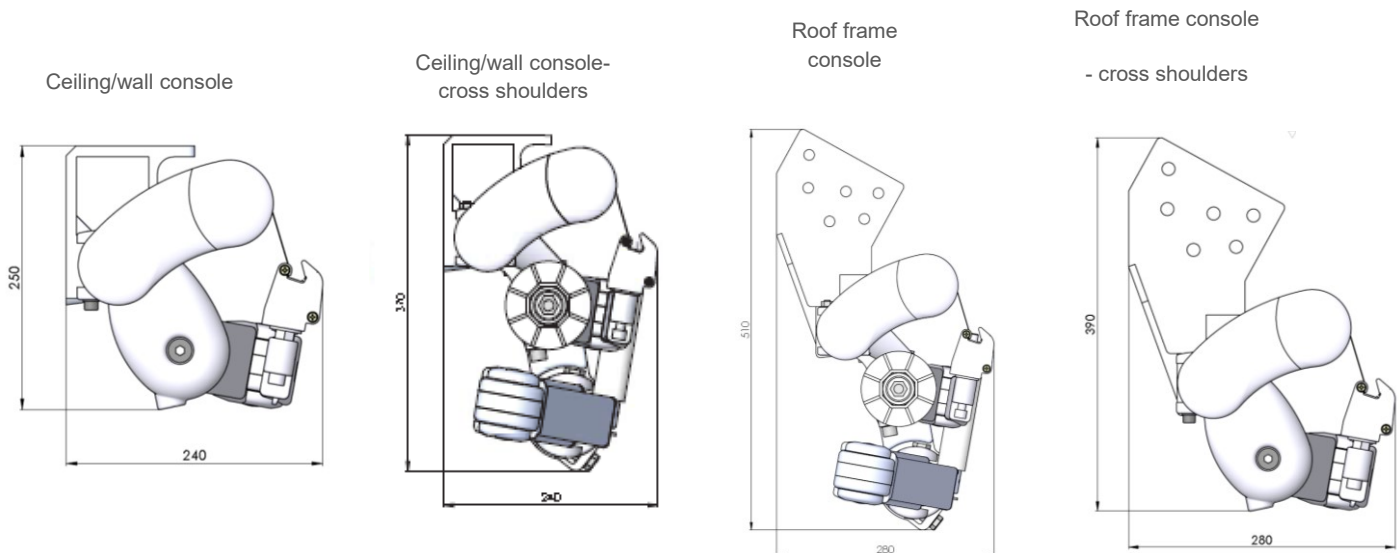 Ceiling/wall console
Ceiling/wall console-
cross shoulders
Roof frame
console
Roof frame console
- cross shoulders
250
240
510
280
390
280